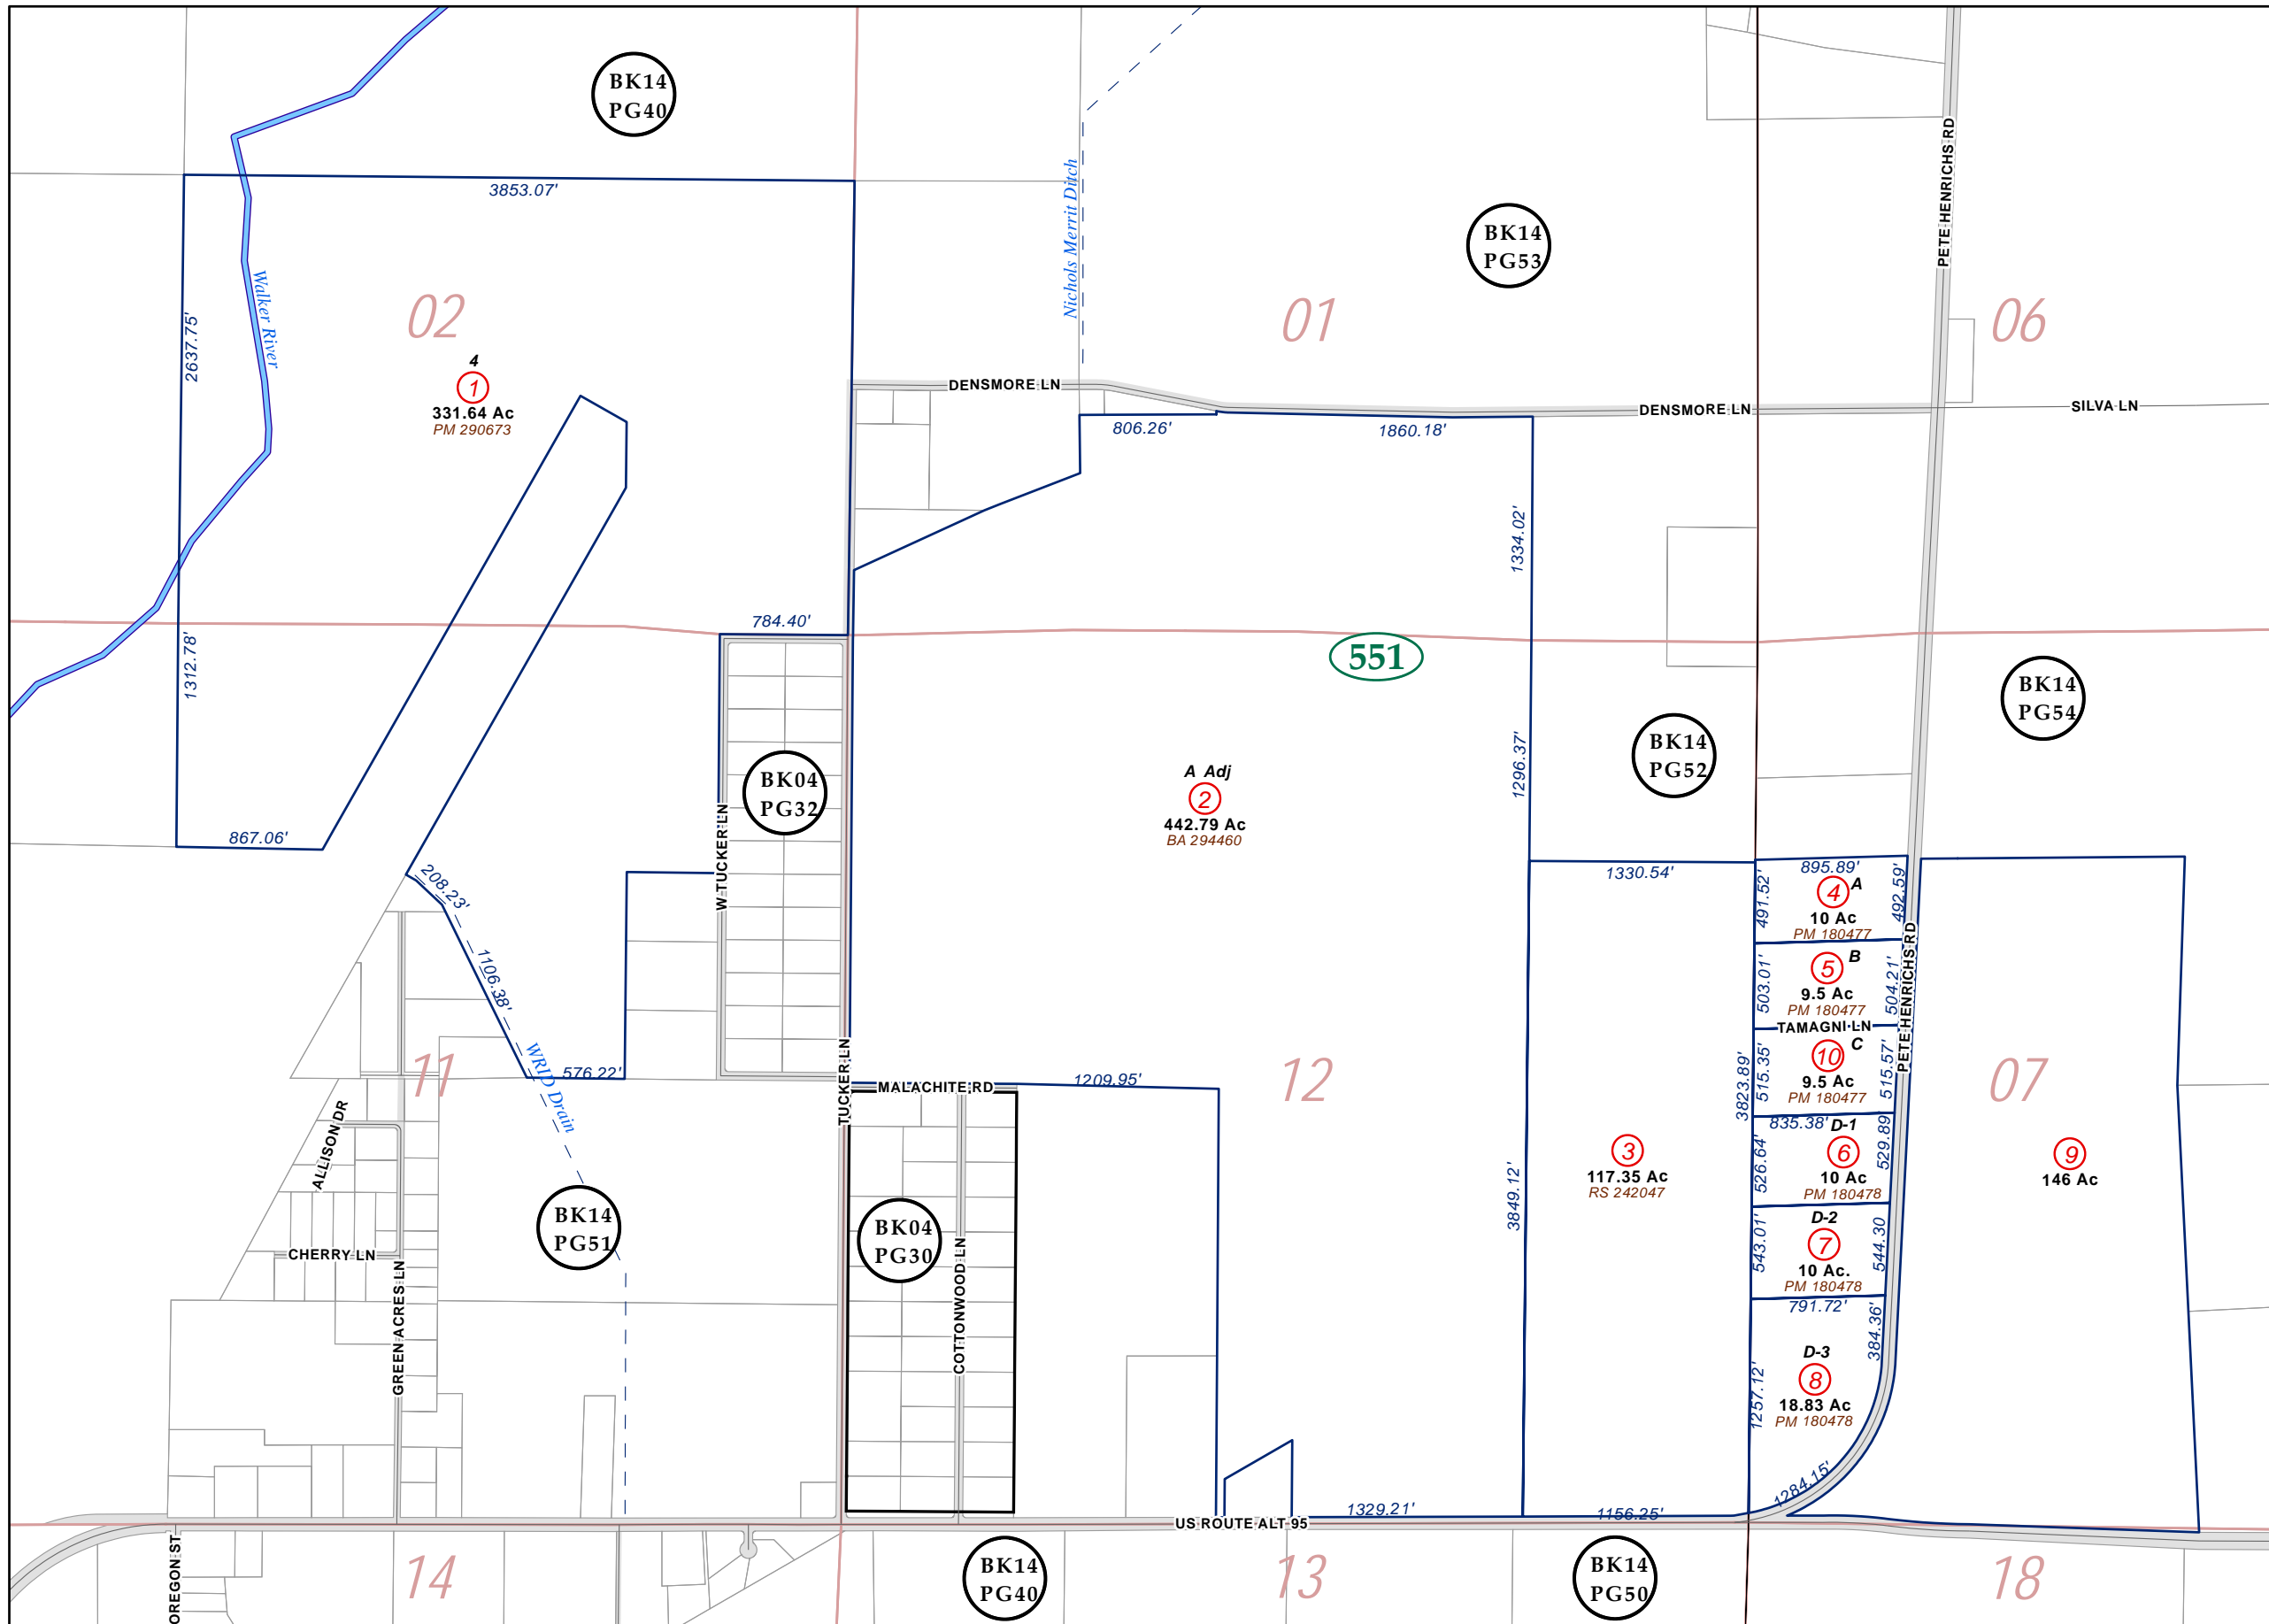 BK14
PG40
3853.07'
Nichols Merrit Ditch
BK14
PG53
PETE HENRICHS RD
Walker River
02
01
06
2637.75'
4
1
331.64 Ac
PM 290673
DENSMORE LN
DENSMORE LN
SILVA LN
806.26'
1860.18'
1334.02'
784.40'
1312.78'
551
BK14
PG54
BK14
PG52
BK04
PG32
W TUCKER LN
A Adj
2
442.79 Ac
BA 294460
1296.37'
867.06'
208.23'
1106.38'
1330.54'
895.89'
491.52'
492.59'
4
A
10 Ac
PM 180477
503.01'
504.21'
5
B
9.5 Ac
PM 180477
TAMAGNI LN
PETE HENRICHS RD
515.35'
515.57'
10
C
9.5 Ac
PM 180477
3823.89'
11
WRID Drain
576.22'
TUCKER LN
MALACHITE RD
1209.95'
12
07
835.38'
D-1
526.64'
529.89'
6
10 Ac
PM 180478
3
117.35 Ac
RS 242047
9
146 Ac
3849.12'
ALLISON DR
BK14
PG51
BK04
PG30
CHERRY LN
GREEN ACRES LN
COTTONWOOD LN
D-2
543.01'
544.30
7
10 Ac.
PM 180478
791.72'
384.36'
D-3
8
18.83 Ac
PM 180478
1257.12'
1284.15'
1329.21'
1156.25'
US ROUTE ALT 95
OREGON ST
14
BK14
PG40
13
BK14
PG50
18